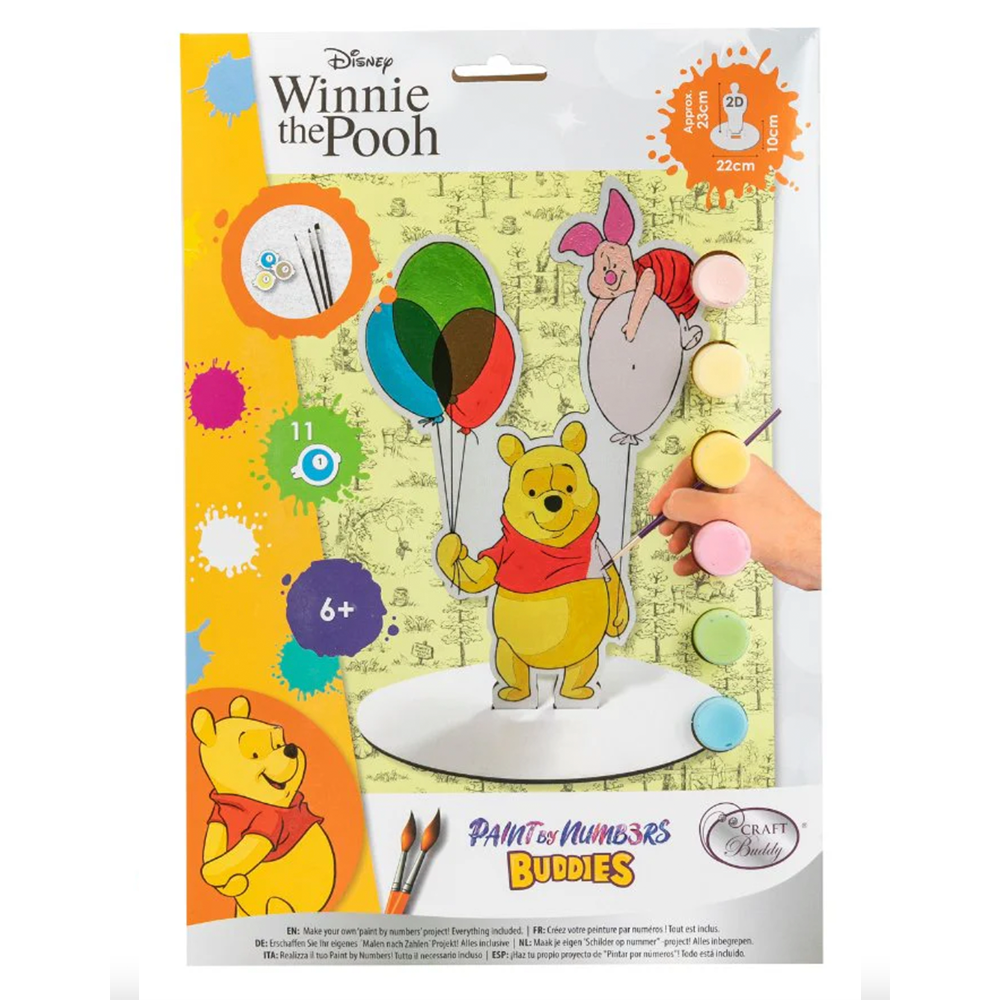 Disney
Winnie
the Pooh
Approx.
23cm
2D
10cm
22cm
11
1
6+
PAINT BY NUMB3RS
BUDDIES
CRAFT
Buddy
EN: Make your own 'paint by numbers' project! Everything included. | FR: Créez votre peinture par numéros ! Tout est inclus.
DE: Erschaffen Sie Ihr eigenes ´Malen nach Zahlen´Projekt! Alles inclusive | NL: Maak je eigen 'Schilder op nummer' -project! Alles inbegrepen.
ITA: Realizza il tuo Paint by Numbers! Tutto il necessario incluso | ESP: ¡Haz tu propio proyecto de "Pintar por números"! Todo está incluido.